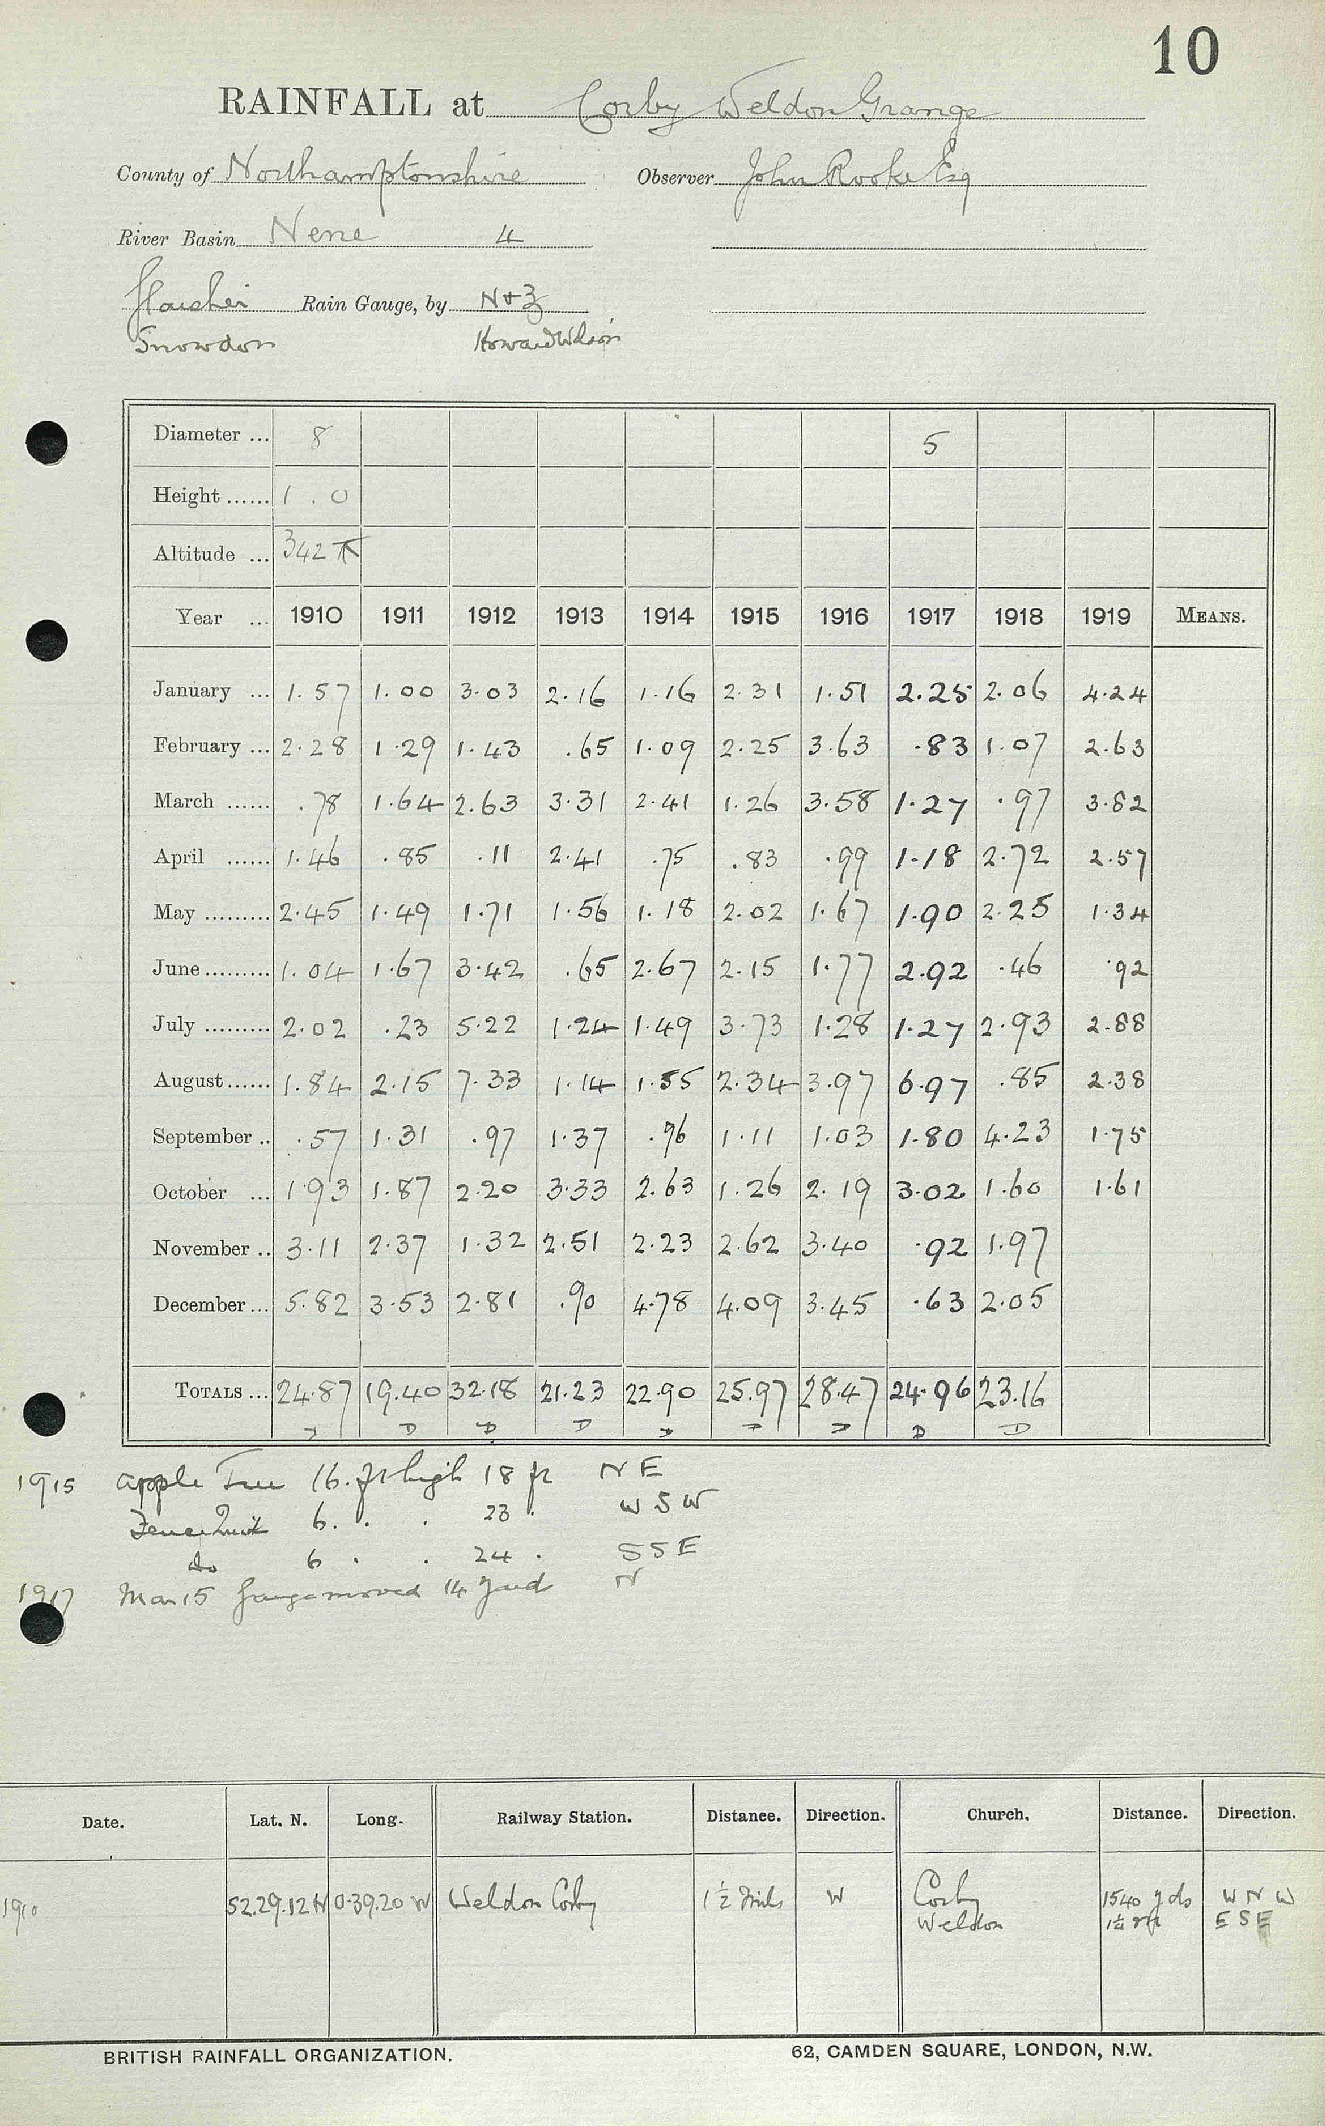 10
RAINFALL at Corby Weldon Grange
County of Northamptonshire Observer John Rooke Esq
River Basin Nene 4
Glaisher Rain Gauge, by N+Z
Snowdon Howard Wilson
Diameter ... 8 5
Height ...... 1.0
Altitude ... 342
Year ... 1910 1911 1912 1913 1914 1915 1916 1917 1918 1919 MEANS.
January ... 1.57 1.00 3.03 2.16 1.16 2.31 1.51 2.25 2.06 4.24
February ... 2.28 1.29 1.43 .65 1.09 2.25 3.63 .83 1.07 2.63
March ...... .78 1.64 2.63 3.31 2.41 1.26 3.58 1.27 .97 3.82
April ...... 1.46 .85 .11 2.41 .75 .83 .99 1.18 2.72 2.57
May ......... 2.45 1.49 1.71 1.56 1.18 2.02 1.67 1.90 2.25 1.34
June ......... 1.04 1.67 3.42 .65 2.67 2.15 1.77 2.92 .46 .92
July ......... 2.02 .23 5.22 1.24 1.49 3.73 1.28 1.27 2.93 2.88
August ...... 1.84 2.15 7.33 1.14 1.55 2.34 3.97 6.97 .85 2.38
September .. .57 1.31 .97 1.37 .96 1.11 1.03 1.80 4.23 1.75
October ... 1.93 1.87 2.20 3.33 2.63 1.26 2.19 3.02 1.60 1.61
November .. 3.11 2.37 1.32 2.51 2.23 2.62 3.40 .92 1.97
December ... 5.82 3.53 2.81 .90 4.78 4.09 3.45 .63 2.05
TOTALS ... 24.87 19.40 32.18 21.23 22.90 25.97 28.47 24.96 23.16
D D D D D D D D D
1915 apple Tree 16. ft high 18 ft NE
Fence Quick 6. . . 23 . WSW
do 6 . . 24 . SSE
1917 Mar 15 gauge moved 14 yard N
Date. Lat. N. Long. Railway Station. Distance. Direction. Church. Distance. Direction.
1910 52.29.12 N 0.39.20 W Weldon Corby 1½ Mils W Corby 1540 yds WNW
Weldon ESE
BRITISH RAINFALL ORGANIZATION. 62, CAMDEN SQUARE, LONDON, N.W.